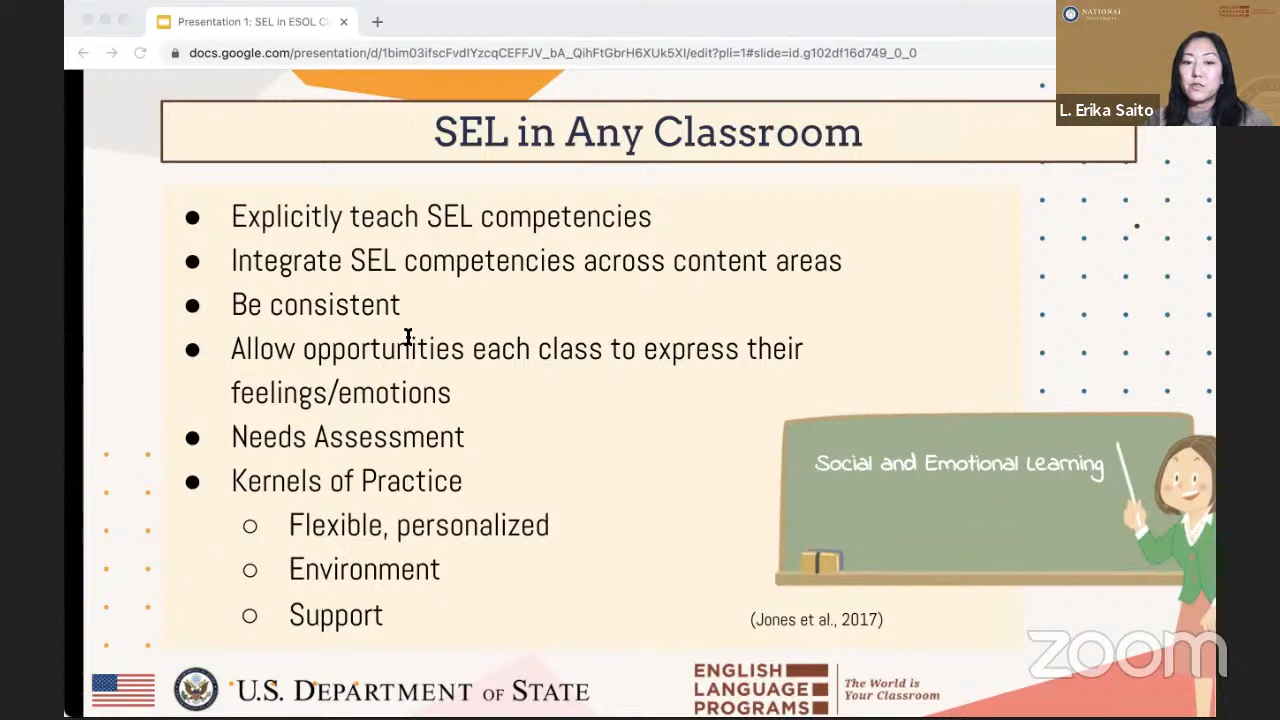 Presentation 1: SEL in ESOL Cl
docs.google.com/presentation/d/1bim03ifscFvdIYzcqCEFFJV_bA_QihFtGbrH6XUk5XI/edit?pli=1#slide=id.g102df16d749_0_0
NATIONAL
UNIVERSITY
L. Erika Saito
SEL in Any Classroom
● Explicitly teach SEL competencies
● Integrate SEL competencies across content areas
● Be consistent
● Allow opportunities each class to express their
feelings/emotions
● Needs Assessment
● Kernels of Practice
○ Flexible, personalized
○ Environment
○ Support
Social and Emotional Learning
(Jones et al., 2017)
zoom
U.S. DEPARTMENT OF STATE
ENGLISH
LANGUAGE
PROGRAMS
The World is
Your Classroom